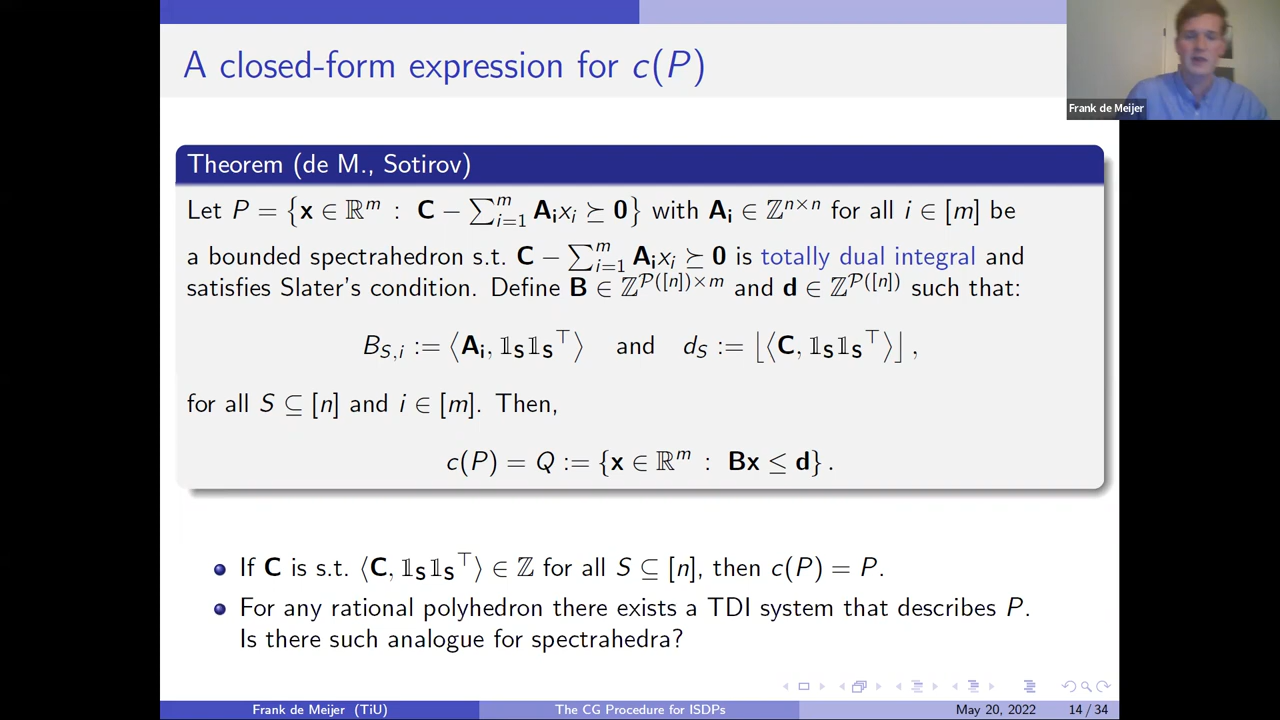 A closed-form expression for c(P)
Frank de Meijer
Theorem (de M., Sotirov)
Let P = {x ∈ ℝ^m : C − ∑_{i=1}^m A_i x_i ⪰ 0} with A_i ∈ ℤ^{n×n} for all i ∈ [m] be
a bounded spectrahedron s.t. C − ∑_{i=1}^m A_i x_i ⪰ 0 is totally dual integral and
satisfies Slater's condition. Define B ∈ ℤ^{𝒫([n])×m} and d ∈ ℤ^{𝒫([n])} such that:
B_{S,i} := ⟨A_i, 𝟙_S 𝟙_S^⊤⟩ and d_S := ⌊⟨C, 𝟙_S 𝟙_S^⊤⟩⌋,
for all S ⊆ [n] and i ∈ [m]. Then,
c(P) = Q := {x ∈ ℝ^m : Bx ≤ d}.
If C is s.t. ⟨C, 𝟙_S 𝟙_S^⊤⟩ ∈ ℤ for all S ⊆ [n], then c(P) = P.
For any rational polyhedron there exists a TDI system that describes P.
Is there such analogue for spectrahedra?
Frank de Meijer (TiU) The CG Procedure for ISDPs May 20, 2022 14 / 34